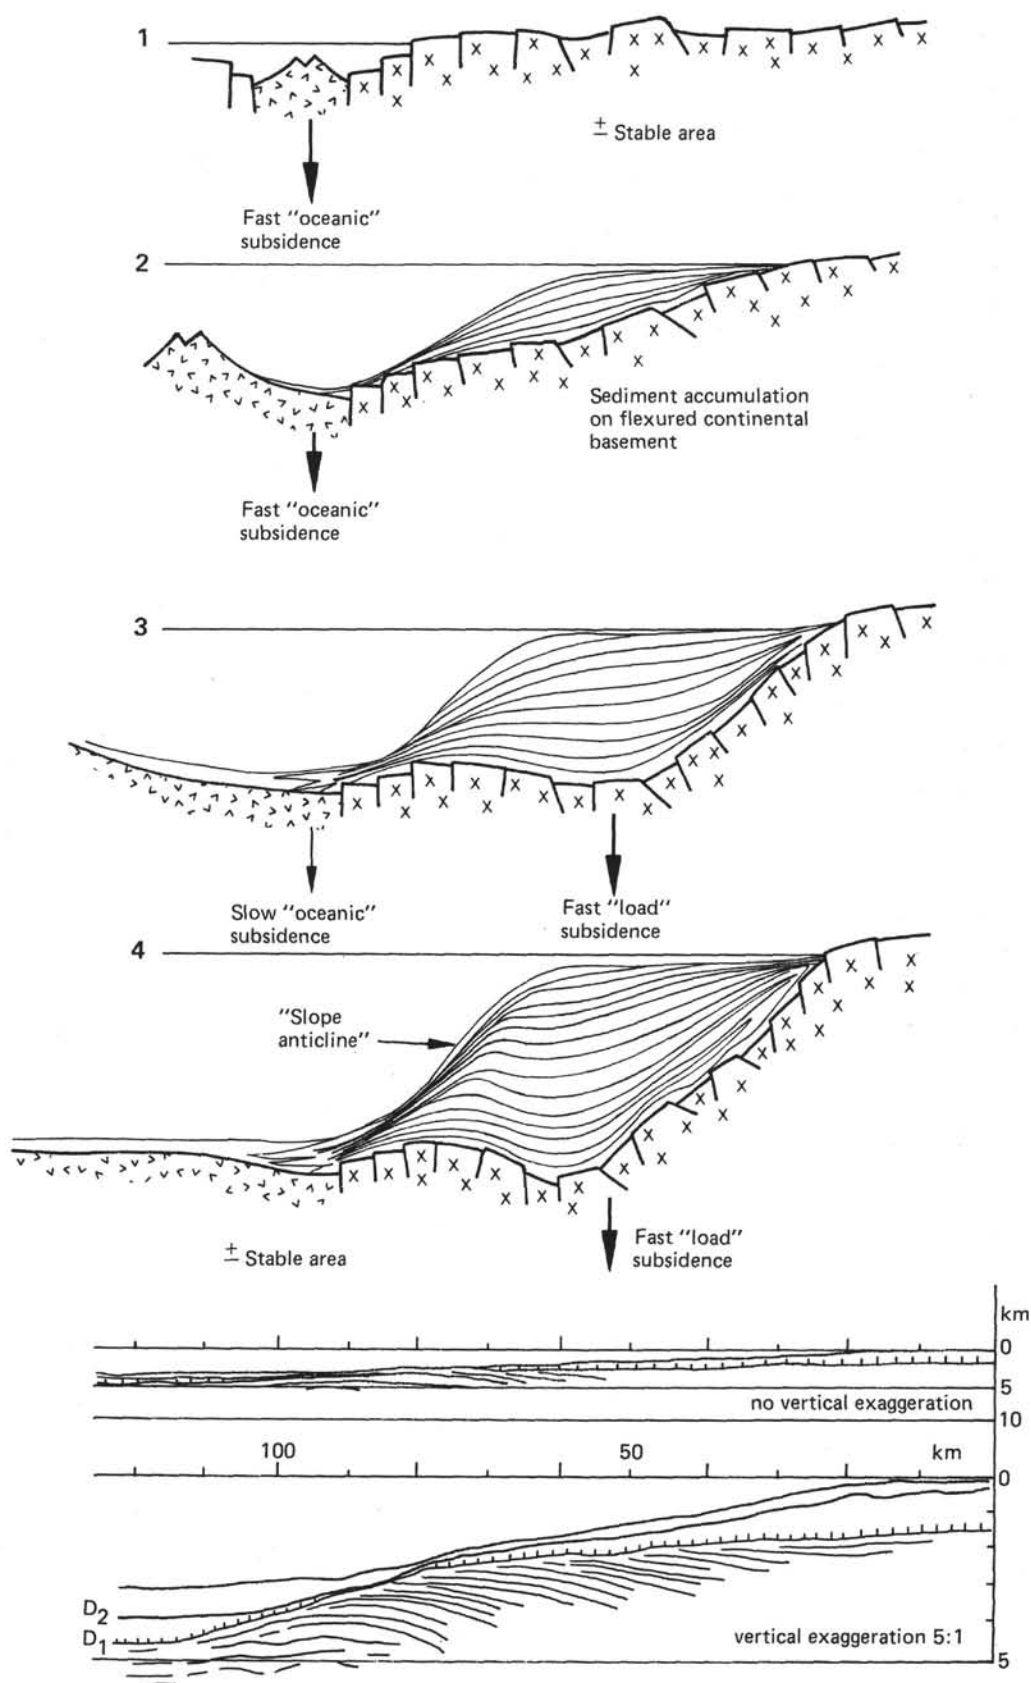 1
± Stable area
Fast "oceanic"
subsidence
2
Sediment accumulation
on flexured continental
basement
Fast "oceanic"
subsidence
3
Slow "oceanic"
subsidence
Fast "load"
subsidence
4
"Slope
anticline"
± Stable area
Fast "load"
subsidence
km
0
5
no vertical exaggeration
10
100 50 km
0
D2
D1
vertical exaggeration 5:1
5